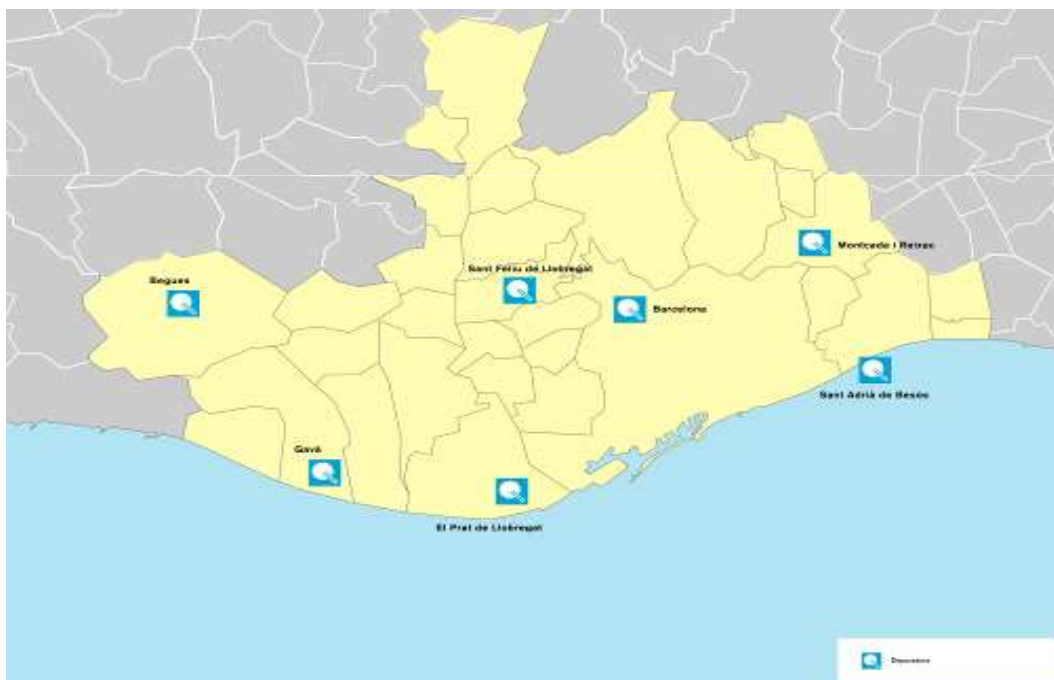 Montcada i Reixac
Sant Feliu de Llobregat
Begues
Barcelona
Sant Adrià de Besòs
Gavà
El Prat de Llobregat